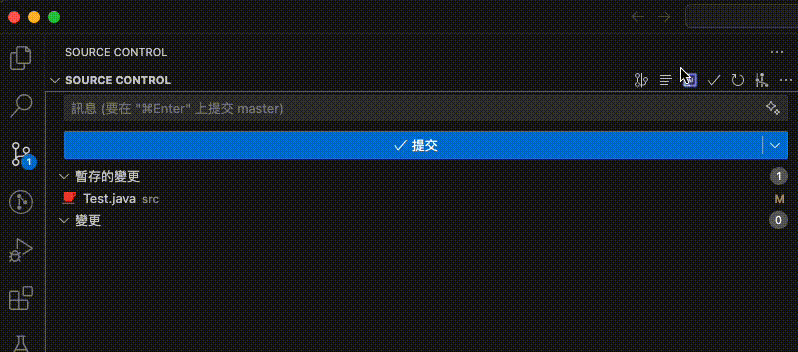 SOURCE CONTROL
SOURCE CONTROL
訊息 (要在 "⌘Enter" 上提交 master)
提交
暫存的變更 1
Test.java src M
變更 0
1